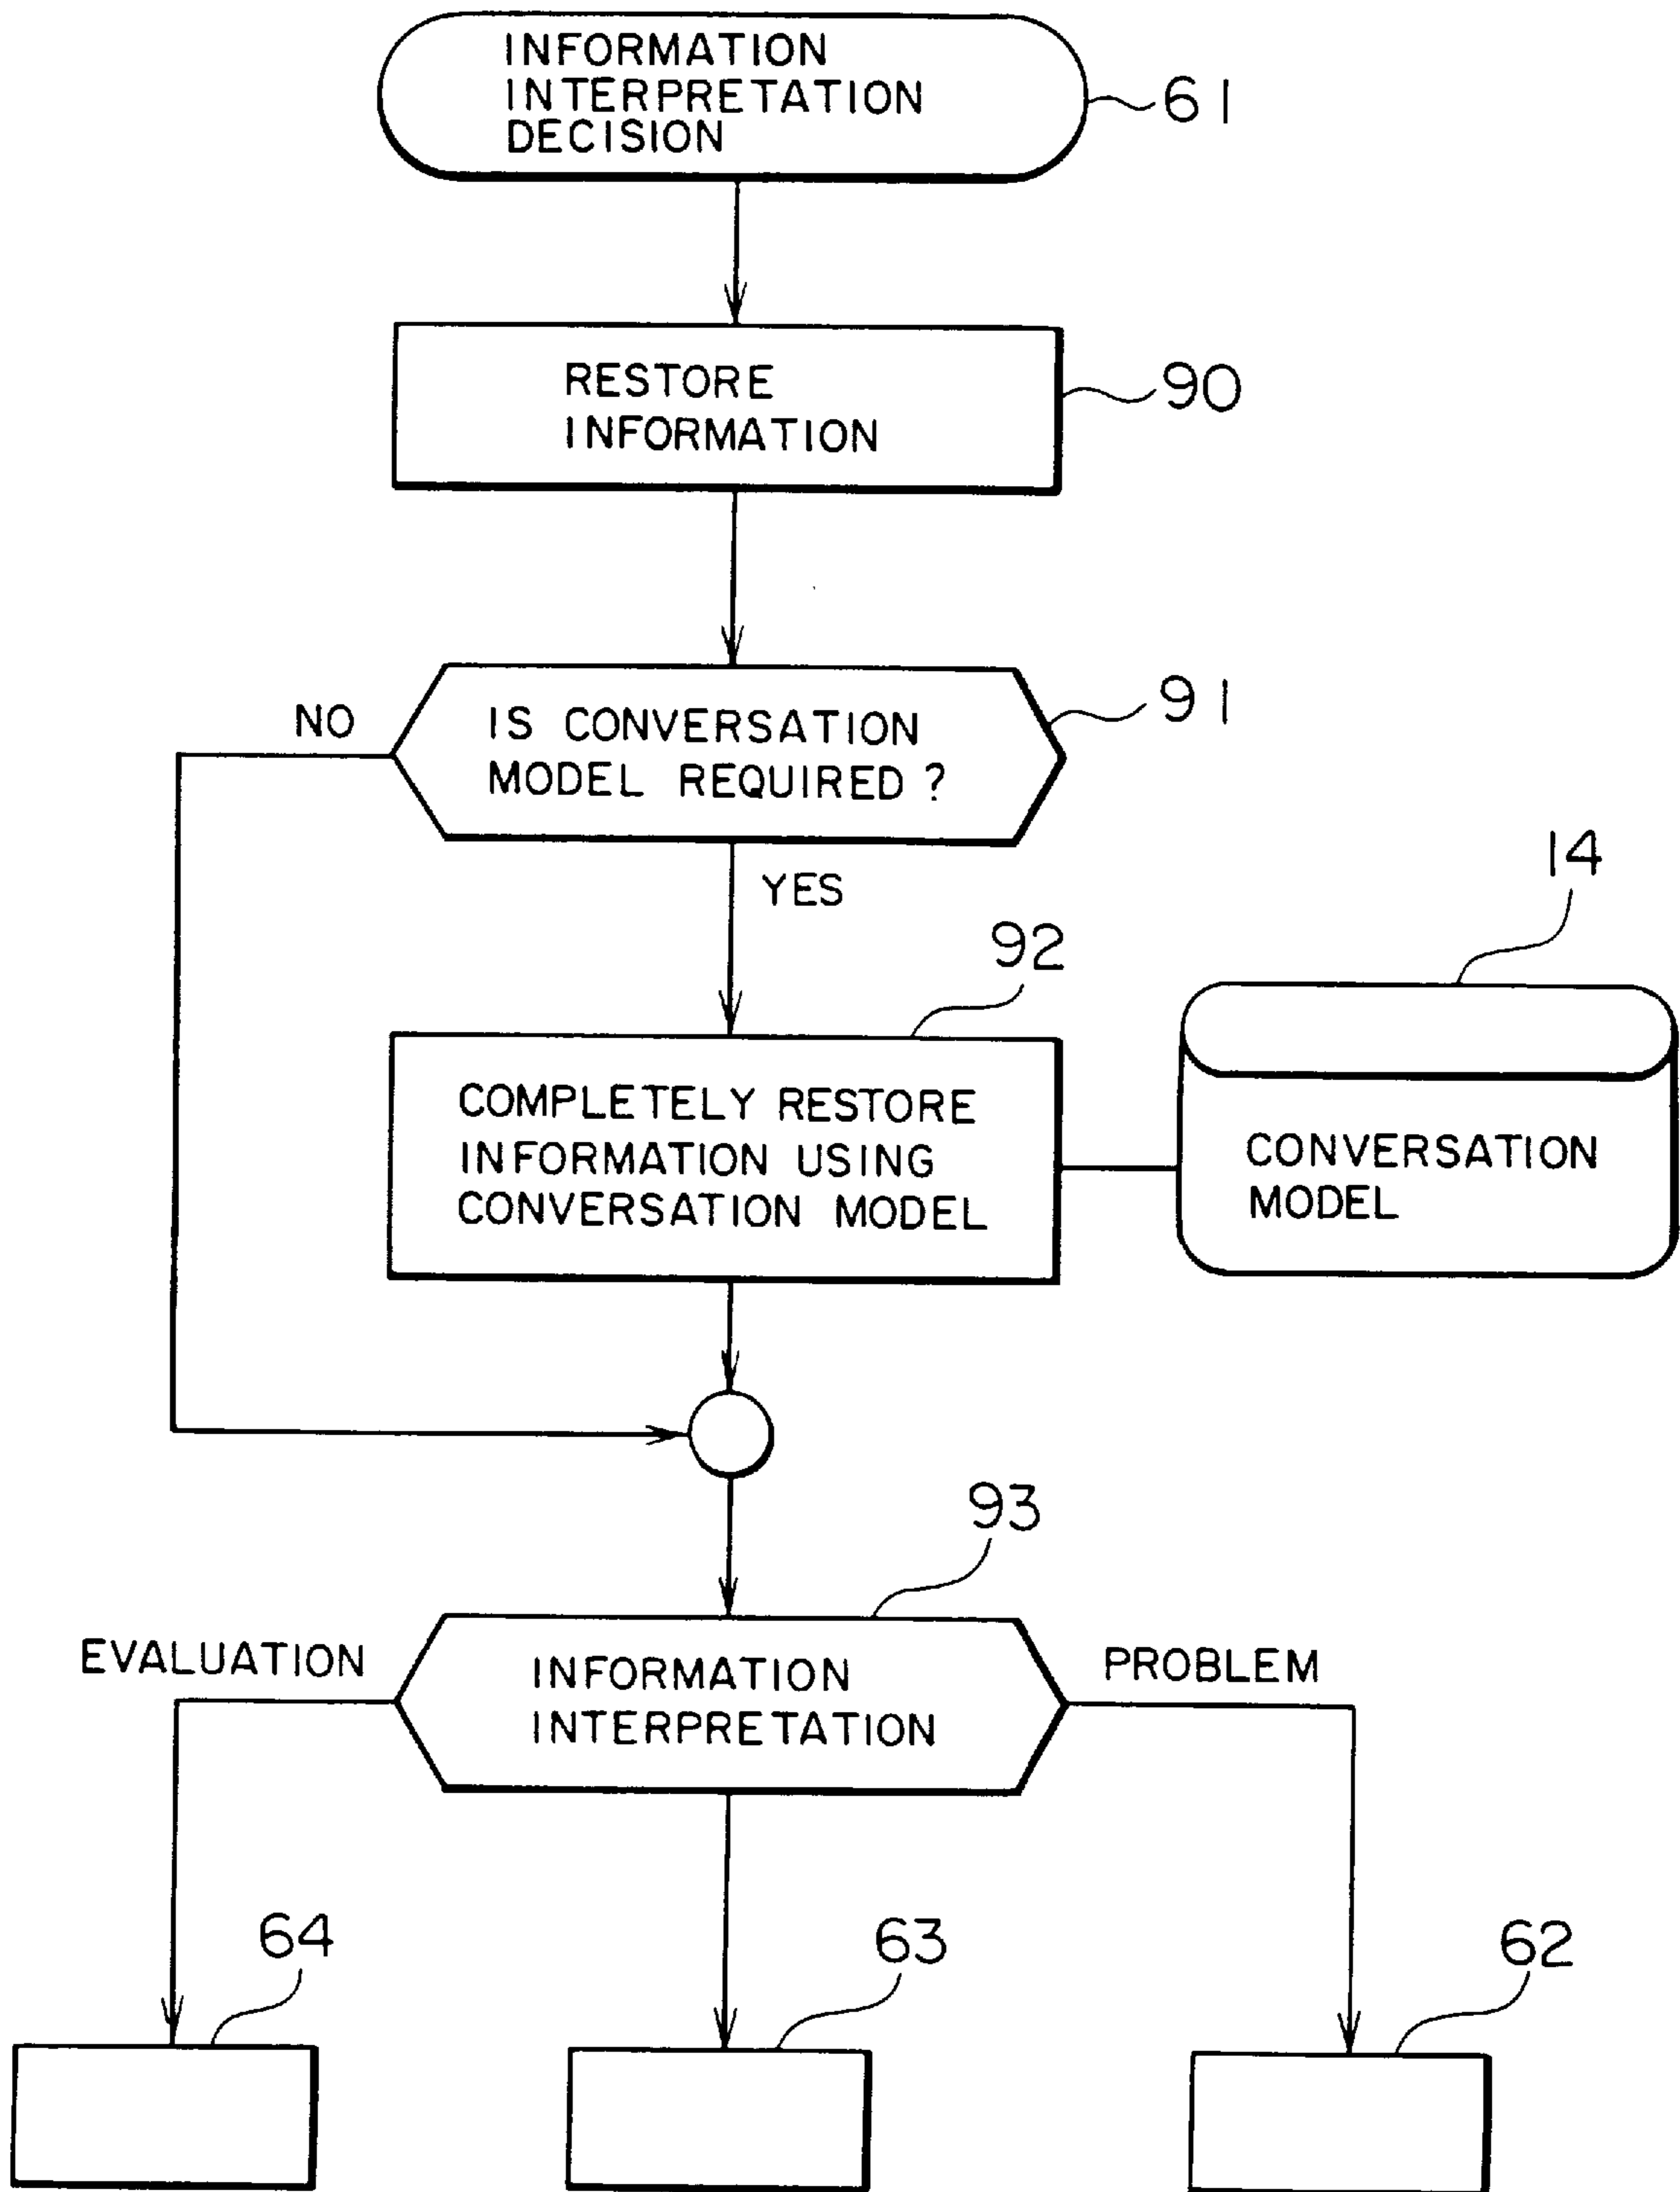 INFORMATION
INTERPRETATION
DECISION
61
RESTORE
INFORMATION
90
NO
IS CONVERSATION
MODEL REQUIRED ?
91
YES
14
92
COMPLETELY RESTORE
INFORMATION USING
CONVERSATION MODEL
CONVERSATION
MODEL
93
EVALUATION
INFORMATION
INTERPRETATION
PROBLEM
64
63
62